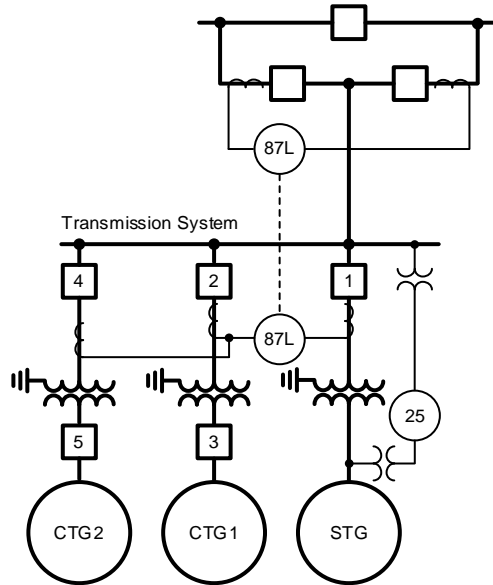 87L
Transmission System
4
2
1
87L
25
5
3
CTG2
CTG1
STG